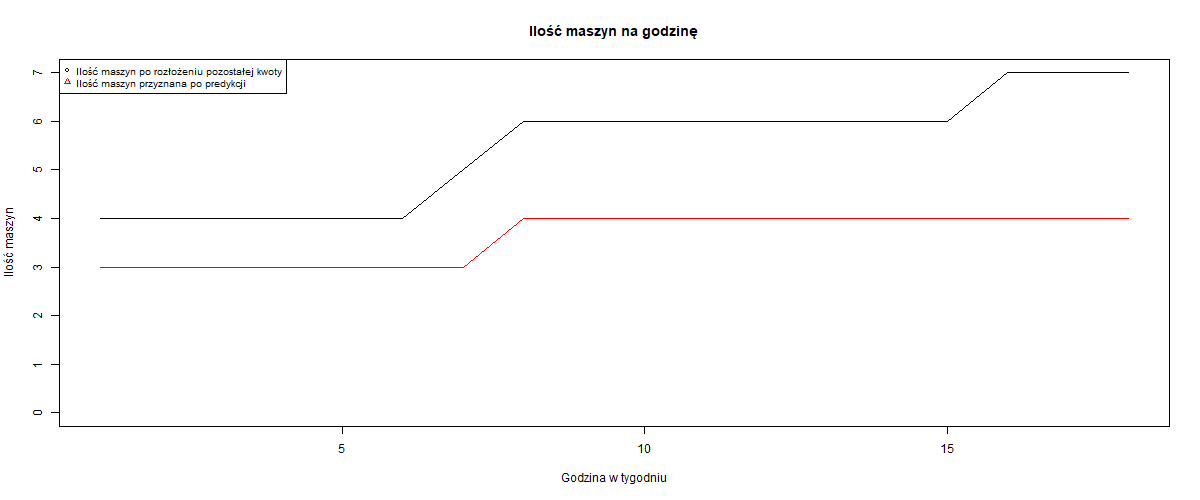 Ilość maszyn na godzinę
Ilość maszyn po rozłożeniu pozostałej kwoty
Ilość maszyn przyznana po predykcji
Ilość maszyn
7
6
5
4
3
2
1
0
5
10
15
Godzina w tygodniu